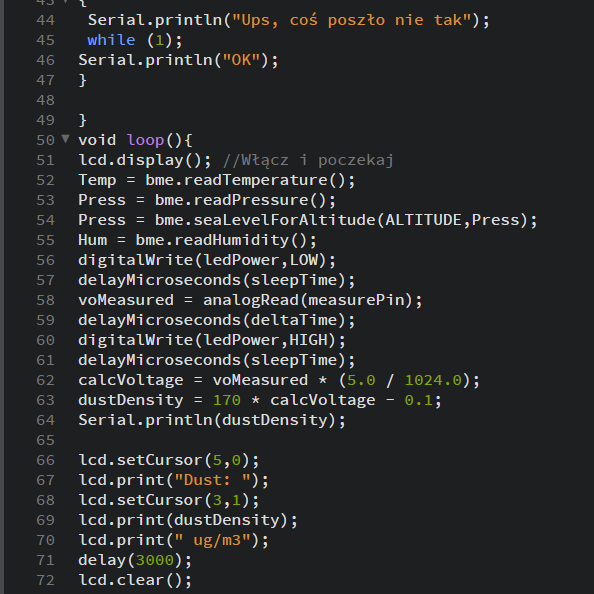 43 {
44 Serial.println("Ups, coś poszło nie tak");
45 while (1);
46 Serial.println("OK");
47 }
48
49 }
50 void loop(){
51 lcd.display(); //Włącz i poczekaj
52 Temp = bme.readTemperature();
53 Press = bme.readPressure();
54 Press = bme.seaLevelForAltitude(ALTITUDE,Press);
55 Hum = bme.readHumidity();
56 digitalWrite(ledPower,LOW);
57 delayMicroseconds(sleepTime);
58 voMeasured = analogRead(measurePin);
59 delayMicroseconds(deltaTime);
60 digitalWrite(ledPower,HIGH);
61 delayMicroseconds(sleepTime);
62 calcVoltage = voMeasured * (5.0 / 1024.0);
63 dustDensity = 170 * calcVoltage - 0.1;
64 Serial.println(dustDensity);
65
66 lcd.setCursor(5,0);
67 lcd.print("Dust: ");
68 lcd.setCursor(3,1);
69 lcd.print(dustDensity);
70 lcd.print(" ug/m3");
71 delay(3000);
72 lcd.clear();